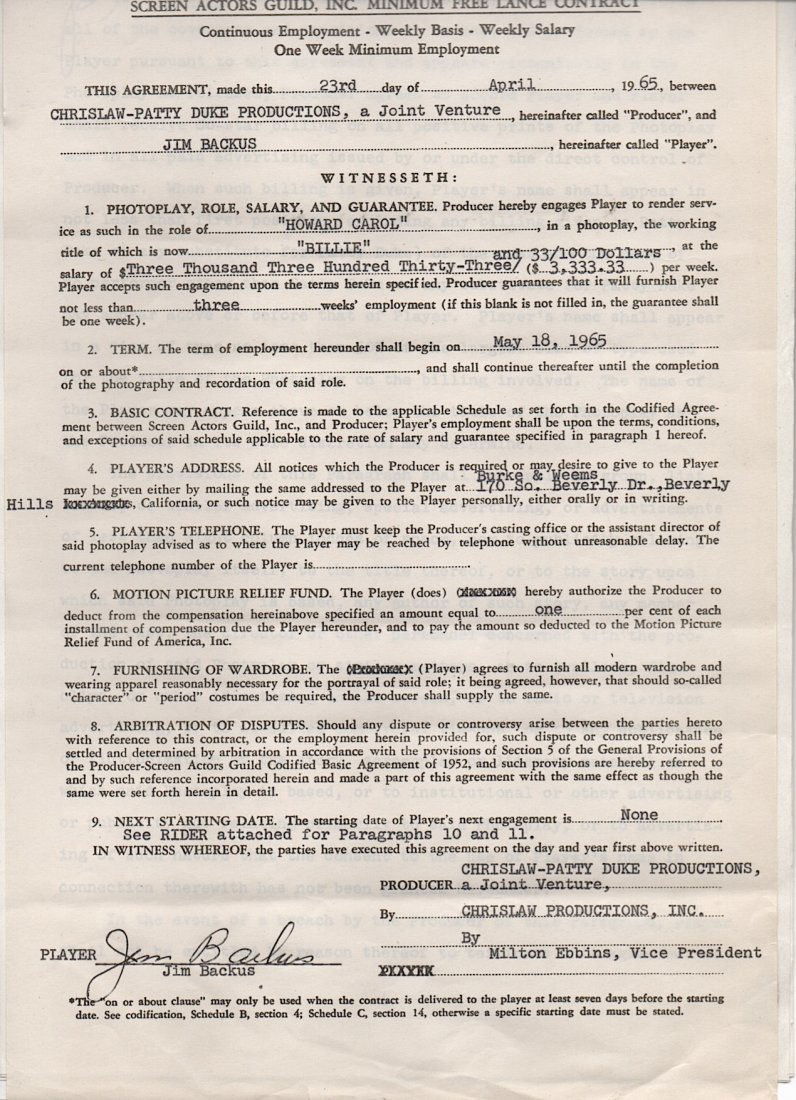 SCREEN ACTORS GUILD, INC. MINIMUM FREE LANCE CONTRACT
Continuous Employment - Weekly Basis - Weekly Salary
One Week Minimum Employment
THIS AGREEMENT, made this 23rd day of April, 1965, between
CHRISLAW-PATTY DUKE PRODUCTIONS, a Joint Venture, hereinafter called "Producer", and
JIM BACKUS, hereinafter called "Player".
WITNESSETH:
1. PHOTOPLAY, ROLE, SALARY, AND GUARANTEE. Producer hereby engages Player to render serv-
ice as such in the role of "HOWARD CAROL", in a photoplay, the working
title of which is now "BILLIE", at the
and 33/100 Dollars
salary of $Three Thousand Three Hundred Thirty-Three/ ($ 3,333.33 ) per week.
Player accepts such engagement upon the terms herein specified. Producer guarantees that it will furnish Player
not less than three weeks' employment (if this blank is not filled in, the guarantee shall
be one week).
2. TERM. The term of employment hereunder shall begin on May 18, 1965
on or about*, and shall continue thereafter until the completion
of the photography and recordation of said role.
3. BASIC CONTRACT. Reference is made to the applicable Schedule as set forth in the Codified Agree-
ment between Screen Actors Guild, Inc., and Producer; Player's employment shall be upon the terms, conditions,
and exceptions of said schedule applicable to the rate of salary and guarantee specified in paragraph 1 hereof.
4. PLAYER'S ADDRESS. All notices which the Producer is required or may desire to give to the Player
Burke & Weems
may be given either by mailing the same addressed to the Player at 170 So. Beverly Dr., Beverly
Hills, California, or such notice may be given to the Player personally, either orally or in writing.
5. PLAYER'S TELEPHONE. The Player must keep the Producer's casting office or the assistant director of
said photoplay advised as to where the Player may be reached by telephone without unreasonable delay. The
current telephone number of the Player is
6. MOTION PICTURE RELIEF FUND. The Player (does) hereby authorize the Producer to
deduct from the compensation hereinabove specified an amount equal to one per cent of each
installment of compensation due the Player hereunder, and to pay the amount so deducted to the Motion Picture
Relief Fund of America, Inc.
7. FURNISHING OF WARDROBE. The (Producer) (Player) agrees to furnish all modern wardrobe and
wearing apparel reasonably necessary for the portrayal of said role; it being agreed, however, that should so-called
"character" or "period" costumes be required, the Producer shall supply the same.
8. ARBITRATION OF DISPUTES. Should any dispute or controversy arise between the parties hereto
with reference to this contract, or the employment herein provided for, such dispute or controversy shall be
settled and determined by arbitration in accordance with the provisions of Section 5 of the General Provisions of
the Producer-Screen Actors Guild Codified Basic Agreement of 1952, and such provisions are hereby referred to
and by such reference incorporated herein and made a part of this agreement with the same effect as though the
same were set forth herein in detail.
9. NEXT STARTING DATE. The starting date of Player's next engagement is None
See RIDER attached for Paragraphs 10 and 11.
IN WITNESS WHEREOF, the parties have executed this agreement on the day and year first above written.
CHRISLAW-PATTY DUKE PRODUCTIONS,
PRODUCER a Joint Venture,
By CHRISLAW PRODUCTIONS, INC.
By
Milton Ebbins, Vice President
PLAYER Jim Backus
Jim Backus
*The "on or about clause" may only be used when the contract is delivered to the player at least seven days before the starting
date. See codification, Schedule B, section 4; Schedule C, section 14, otherwise a specific starting date must be stated.